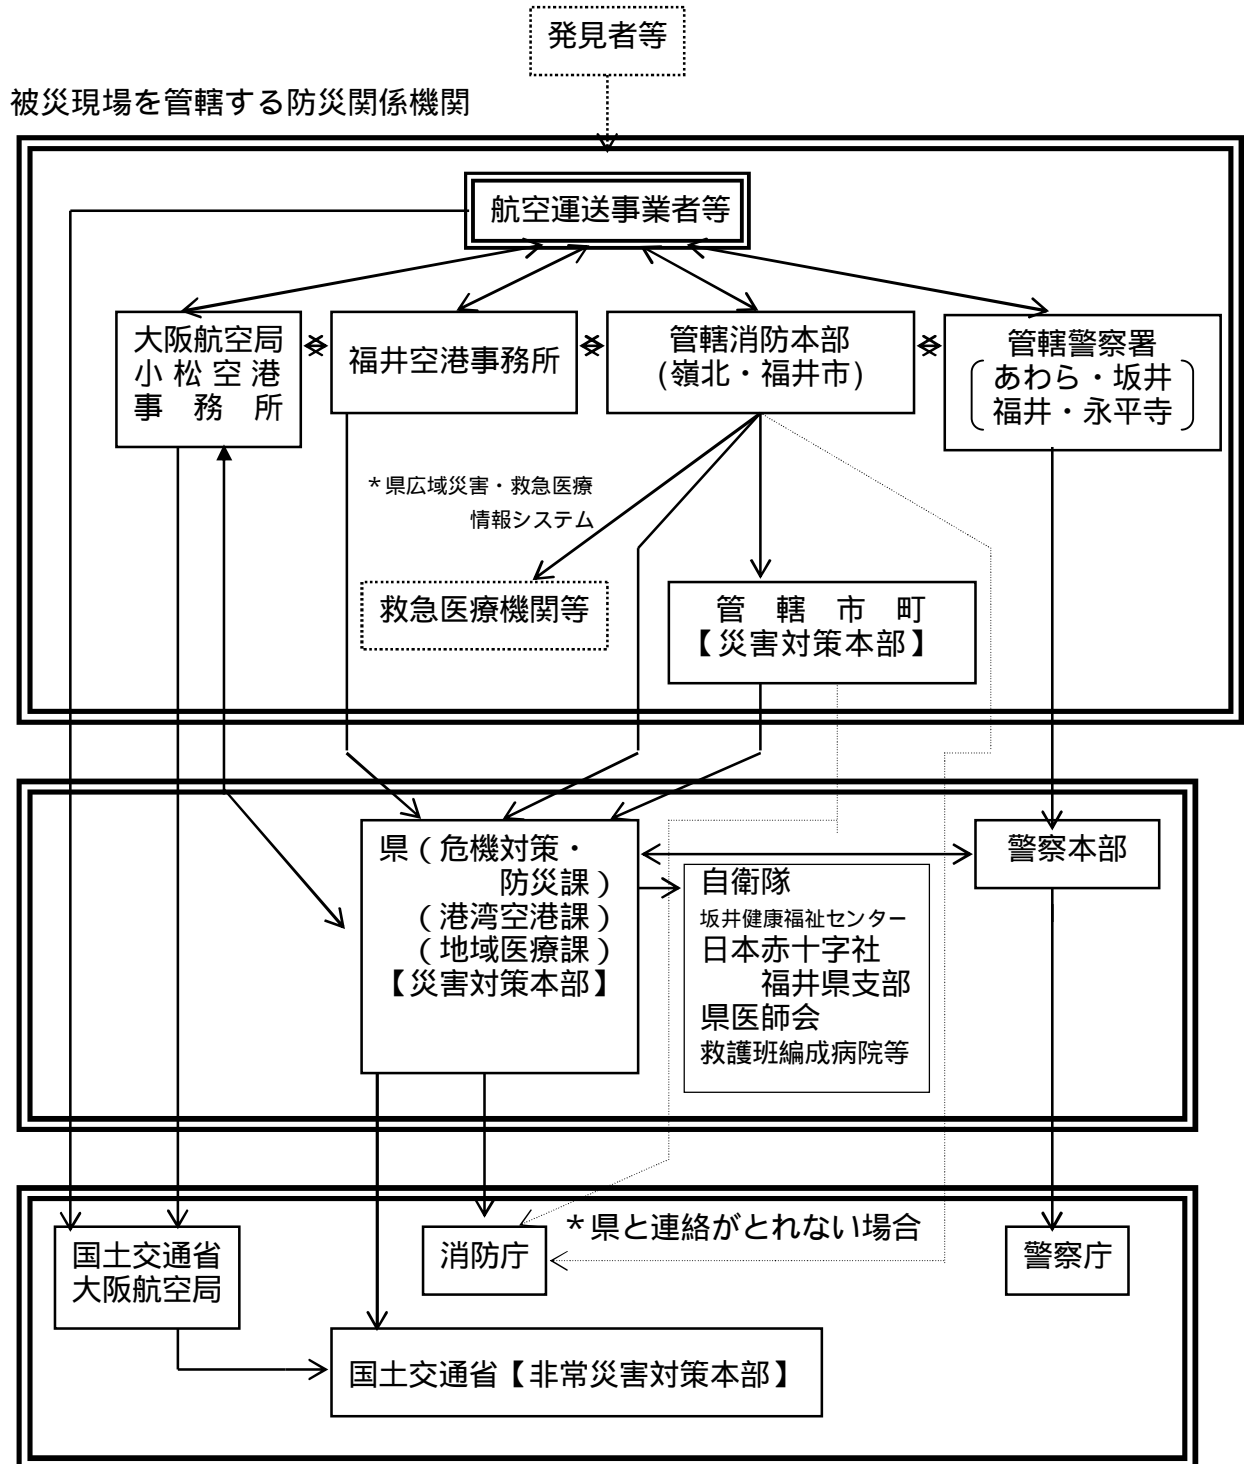 発見者等
被災現場を管轄する防災関係機関
航空運送事業者等
大阪航空局
小松空港
事務所
福井空港事務所
管轄消防本部
(嶺北・福井市)
管轄警察署
あわら・坂井
福井・永平寺
*県広域災害・救急医療
情報システム
救急医療機関等
管轄市町
【災害対策本部】
県(危機対策・
防災課)
(港湾空港課)
(地域医療課)
【災害対策本部】
自衛隊
坂井健康福祉センター
日本赤十字社
福井県支部
県医師会
救護班編成病院等
警察本部
国土交通省
大阪航空局
消防庁
*県と連絡がとれない場合
警察庁
国土交通省【非常災害対策本部】